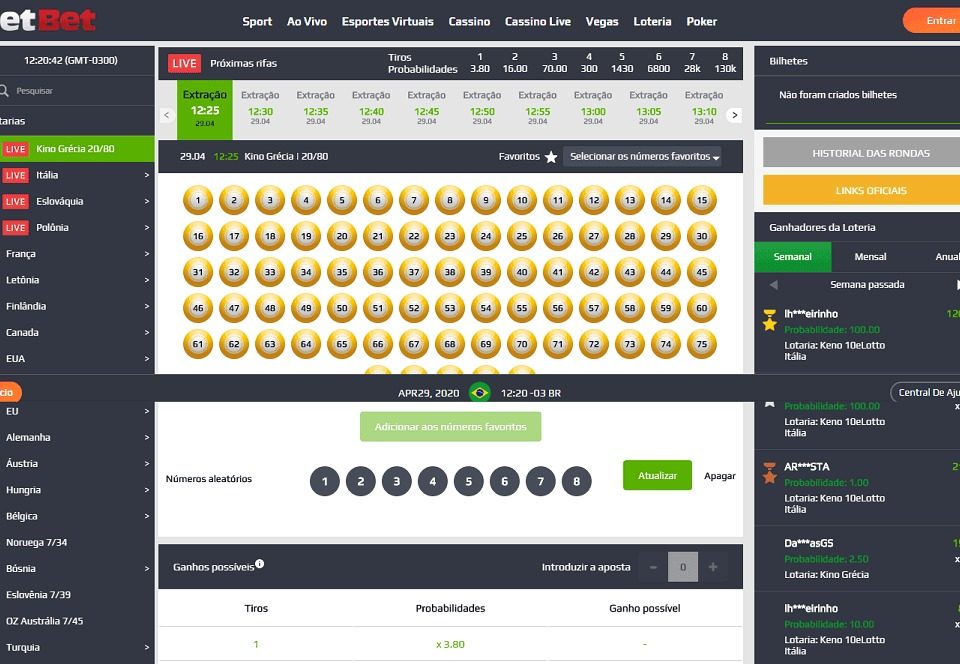 etBet
Sport Ao Vivo Esportes Virtuais Cassino Cassino Live Vegas Loteria Poker
Entrar
12:20:42 (GMT-0300)
Pesquisar
tarias
LIVE Kino Grécia 20/80
LIVE Itália >
LIVE Eslováquia >
LIVE Polônia >
França >
Letônia >
Finlândia >
Canada >
EUA >
LIVE Próximas rifas
Tiros 1 2 3 4 5 6 7 8
Probabilidades 3.80 16.00 70.00 300 1430 6800 28k 130k
Extração Extração Extração Extração Extração Extração Extração Extração Extração Extração
< 12:25 12:30 12:35 12:40 12:45 12:50 12:55 13:00 13:05 13:10 >
29.04 29.04 29.04 29.04 29.04 29.04 29.04 29.04 29.04 29.04
29.04 12:25 Kino Grécia | 20/80 Favoritos Selecionar os números favoritos
1 2 3 4 5 6 7 8 9 10 11 12 13 14 15
16 17 18 19 20 21 22 23 24 25 26 27 28 29 30
31 32 33 34 35 36 37 38 39 40 41 42 43 44 45
46 47 48 49 50 51 52 53 54 55 56 57 58 59 60
61 62 63 64 65 66 67 68 69 70 71 72 73 74 75
Bilhetes
Não foram criados bilhetes
HISTORIAL DAS RONDAS
LINKS OFICIAIS
Ganhadores da Loteria
Semanal Mensal Anual
Semana passada
lh***eirinho
Probabilidade: 100.00
Lotaria: Keno 10eLotto
Itália
cio APR29, 2020 12:20 -03 BR Central De Aju
EU >
Alemanha >
Áustria >
Hungria >
Bélgica >
Noruega 7/34
Bósnia >
Eslovênia 7/39
OZ Austrália 7/45
Turquia >
Adicionar aos números favoritos
Números aleatórios 1 2 3 4 5 6 7 8 Atualizar Apagar
Ganhos possíveis Introduzir a aposta - 0 +
Tiros Probabilidades Ganho possível
1 x 3.80 -
Probabilidade: 100.00 x
Lotaria: Keno 10eLotto
Itália
AR***STA
Probabilidade: 1.00
Lotaria: Keno 10eLotto
Itália
Da***asGS
Probabilidade: 2.50 x
Lotaria: Kino Grécia
lh***eirinho
Probabilidade: 10.00 x
Lotaria: Keno 10eLotto
Itália